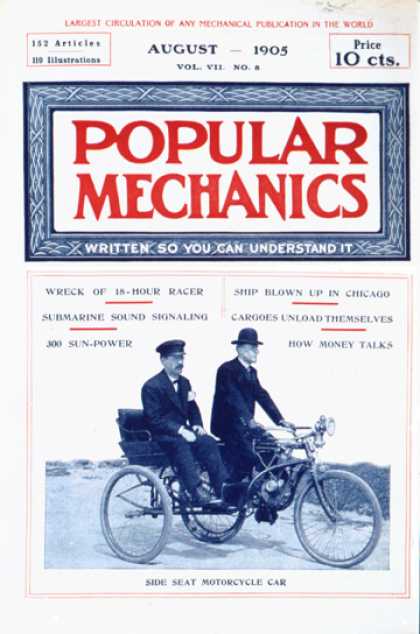 LARGEST CIRCULATION OF ANY MECHANICAL PUBLICATION IN THE WORLD
152 Articles
119 Illustrations
AUGUST — 1905
VOL. VII. NO. 8
Price
10 cts.
POPULAR
MECHANICS
WRITTEN SO YOU CAN UNDERSTAND IT
WRECK OF 18-HOUR RACER
SHIP BLOWN UP IN CHICAGO
SUBMARINE SOUND SIGNALING
CARGOES UNLOAD THEMSELVES
300 SUN-POWER
HOW MONEY TALKS
SIDE SEAT MOTORCYCLE CAR